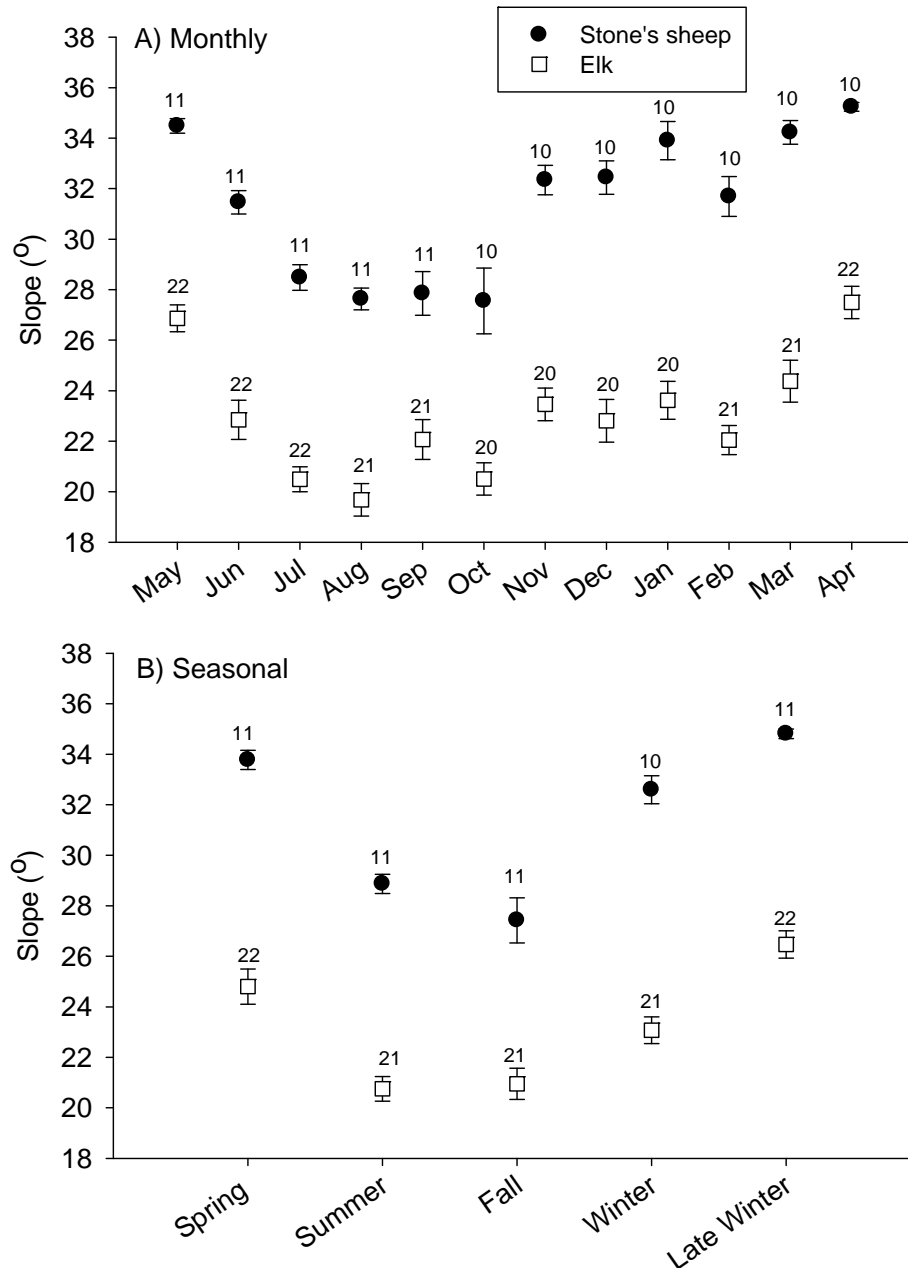 A) Monthly
Stone's sheep
Elk
Slope (°)
38
36
34
32
30
28
26
24
22
20
18
11 11 11 11 11 10 10 10 10 10 10 10
22 22 22 21 21 20 20 20 20 21 21 22
May Jun Jul Aug Sep Oct Nov Dec Jan Feb Mar Apr
B) Seasonal
Slope (°)
38
36
34
32
30
28
26
24
22
20
18
11 11 11 10 11
22 21 21 21 22
Spring Summer Fall Winter Late Winter